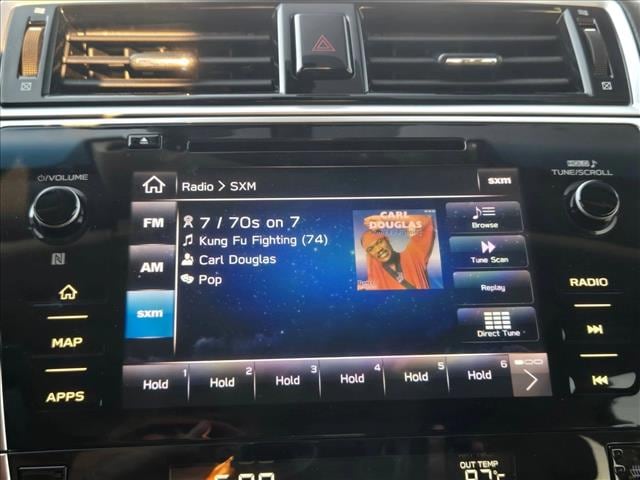 HOLD
/VOLUME
TUNE/SCROLL
Radio > SXM
sxm
FM
7 / 70s on 7
Kung Fu Fighting (74)
Carl Douglas
Pop
CARL
DOUGLAS
Browse
Tune Scan
Replay
Direct Tune
AM
sxm
RADIO
MAP
APPS
Hold 1
Hold 2
Hold 3
Hold 4
Hold 5
Hold 6
OUT TEMP